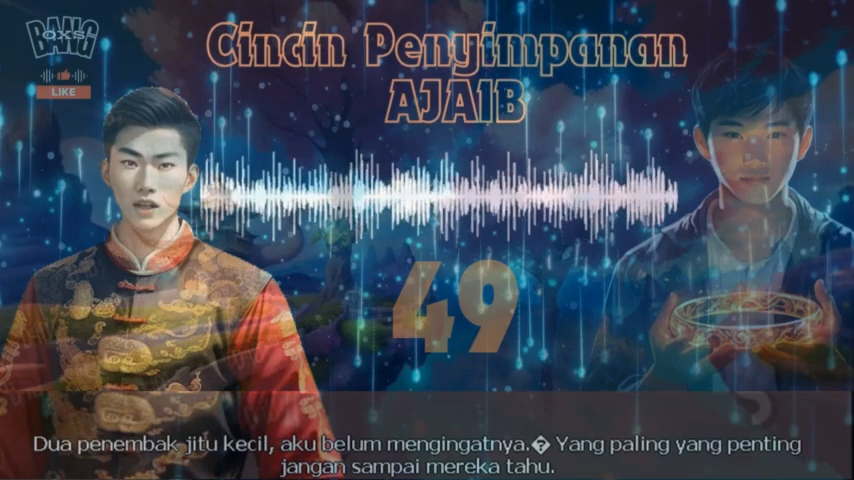 BANG
OXS
LIKE
Cincin Penyimpanan
AJAIB
49
Dua penembak jitu kecil, aku belum mengingatnya.� Yang paling yang penting
jangan sampai mereka tahu.